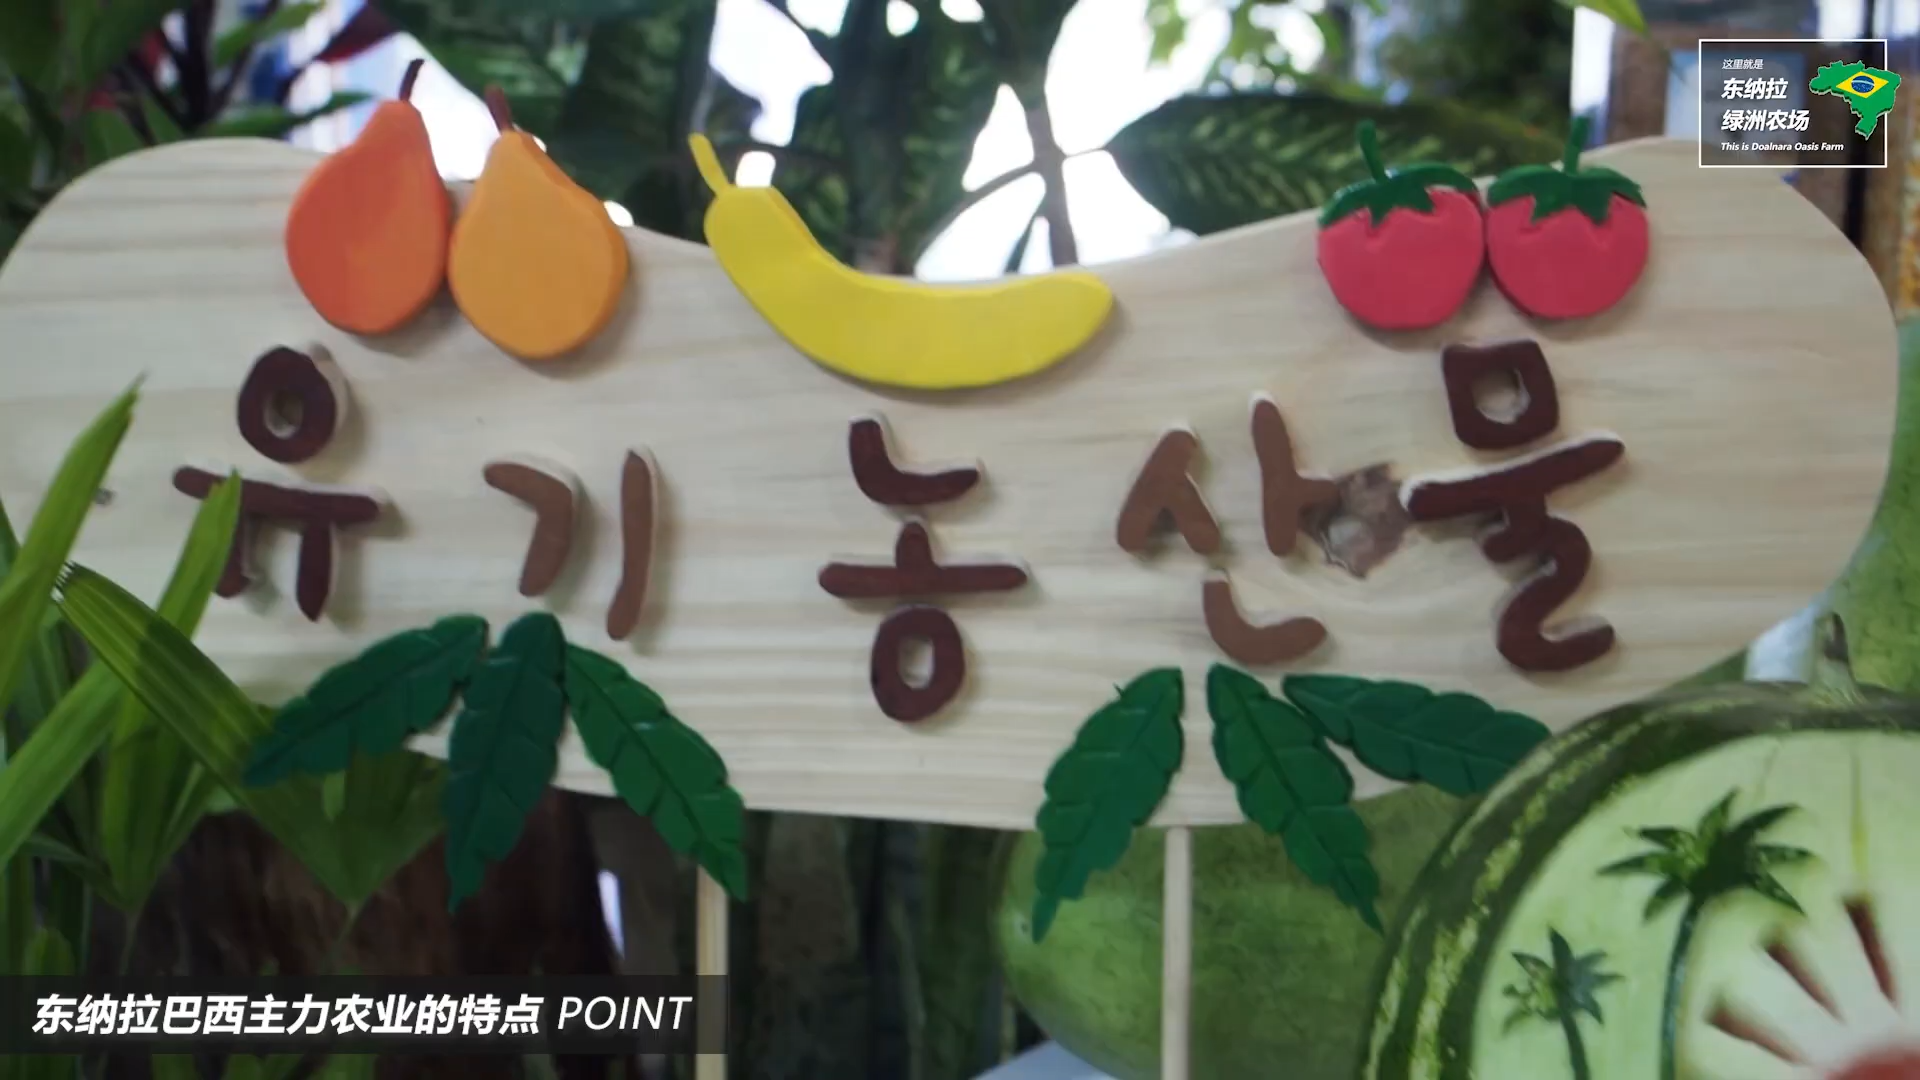 这里就是
东纳拉
绿洲农场
This is Doalnara Oasis Farm
유기 농산물
东纳拉巴西主力农业的特点 POINT